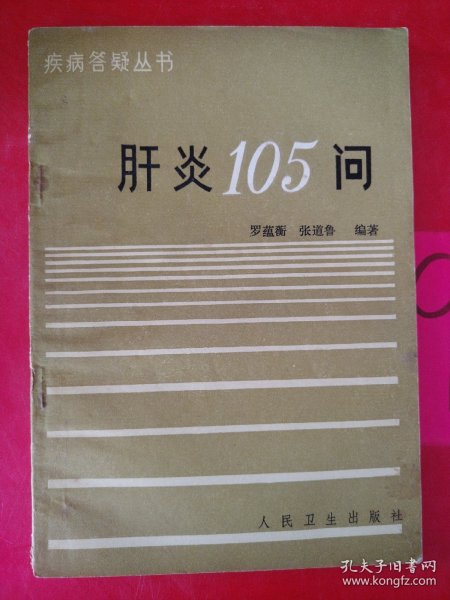 疾病答疑丛书
肝炎105问
罗蕴衡 张道鲁 编著
人民卫生出版社
孔夫子旧书网
www.kongfz.com